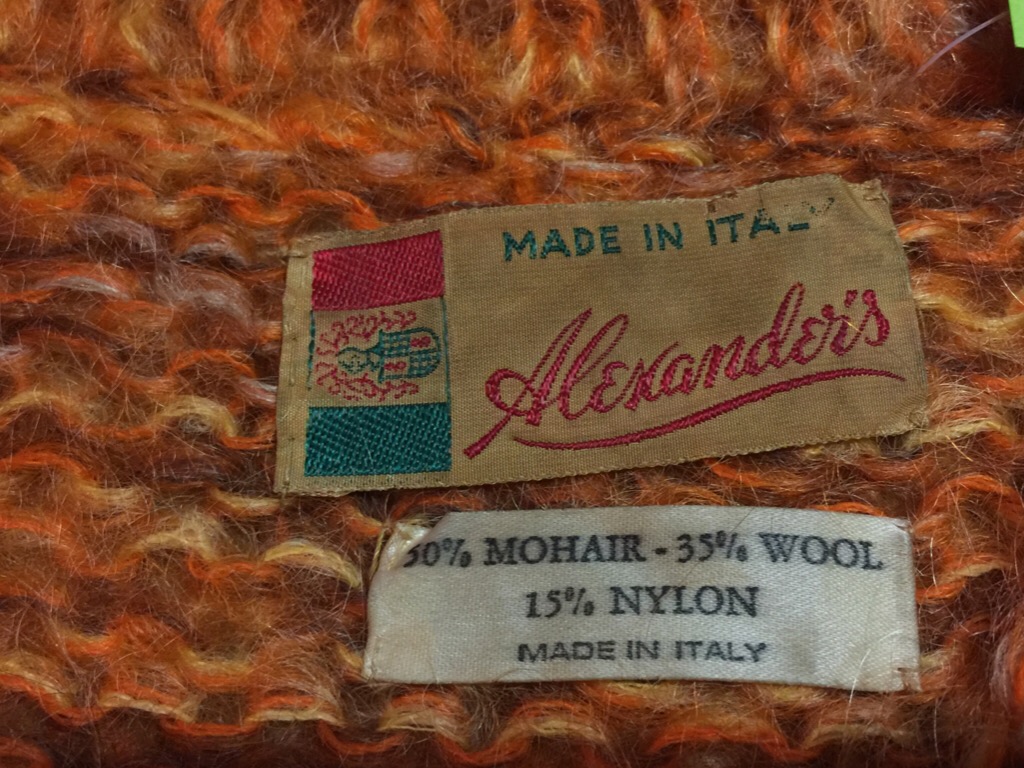 MADE IN ITALY
Alexander's
50% MOHAIR - 35% WOOL
15% NYLON
MADE IN ITALY